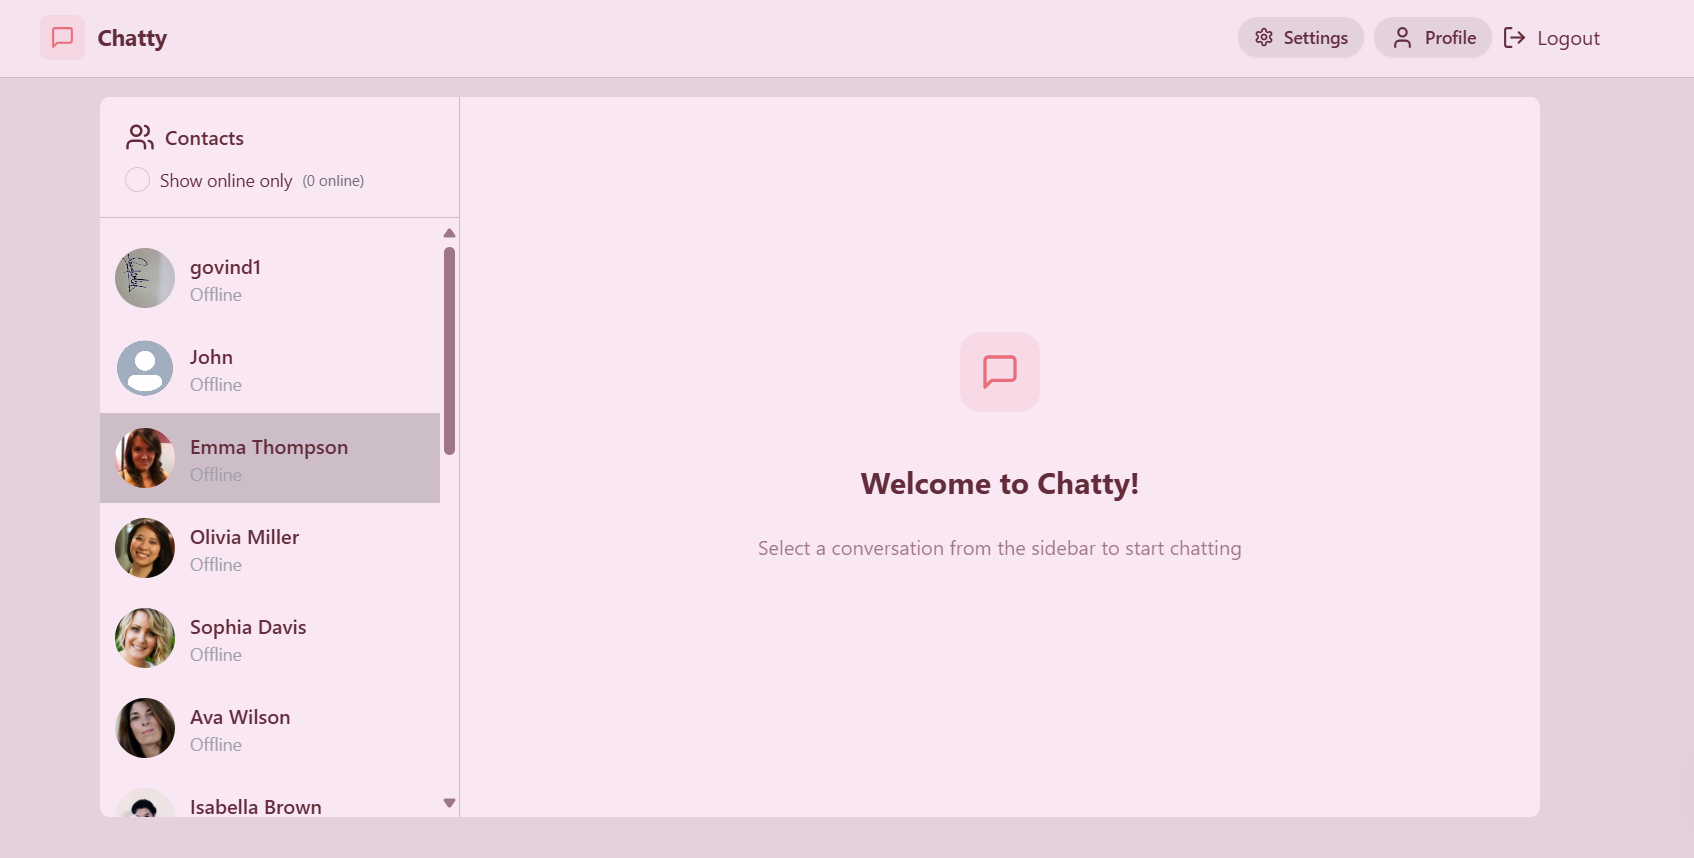 Chatty
Settings
Profile
Logout
Contacts
Show online only (0 online)
govind1
Offline
John
Offline
Emma Thompson
Offline
Olivia Miller
Offline
Sophia Davis
Offline
Ava Wilson
Offline
Isabella Brown
Welcome to Chatty!
Select a conversation from the sidebar to start chatting